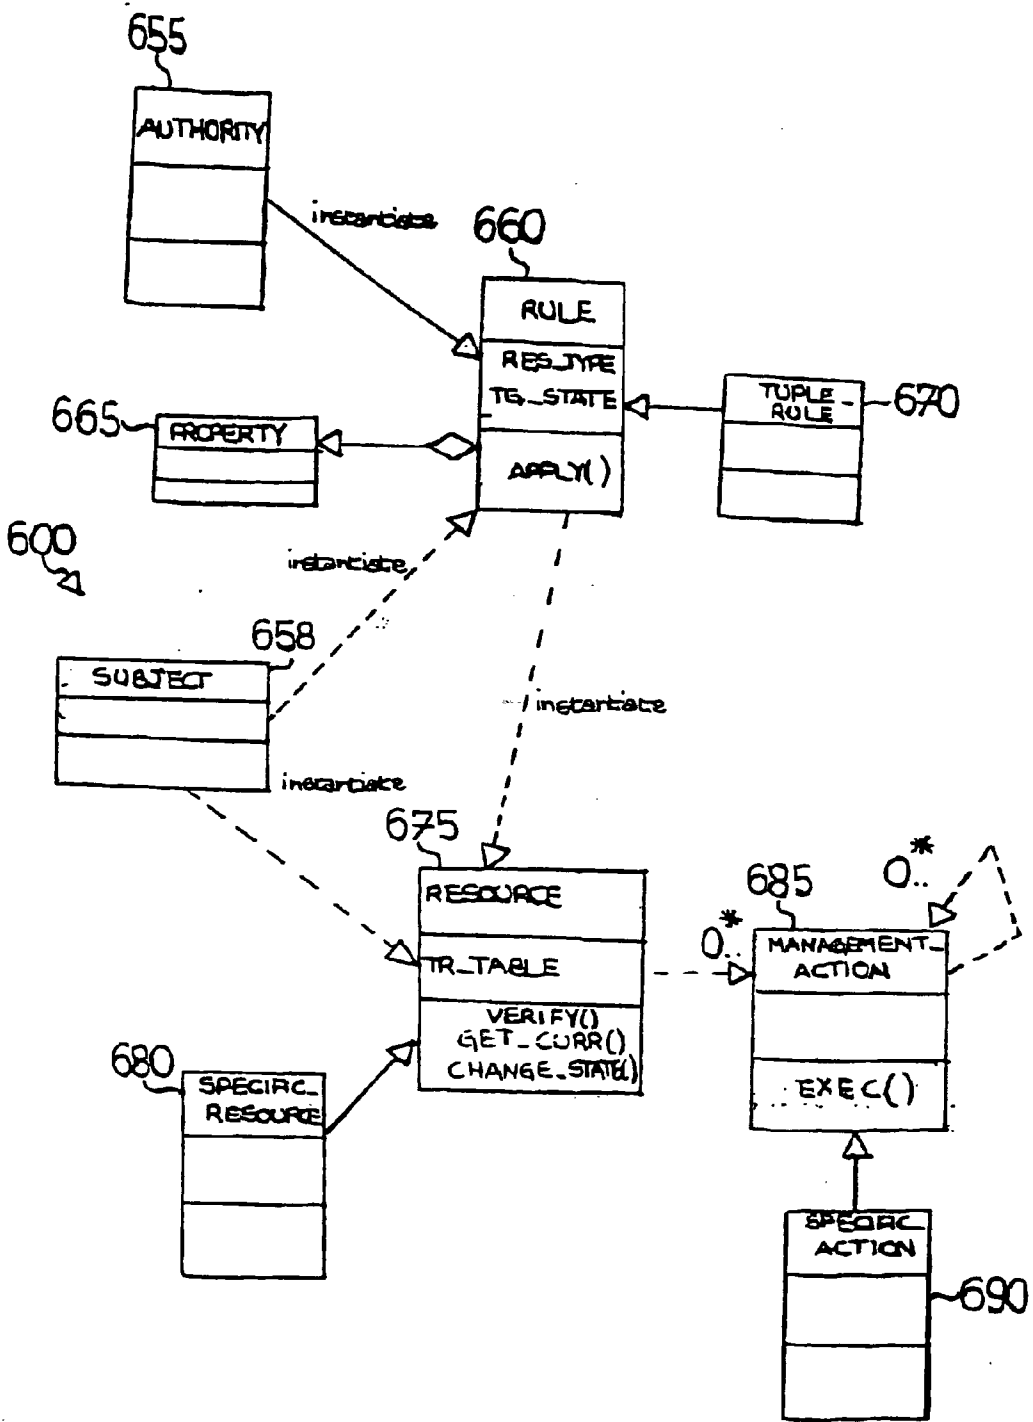 655
AUTHORITY
instantiate
660
RULE
RES_TYPE
TG_STATE
APPLY()
TUPLE_
RULE
670
665
PROPERTY
600
instantiate
658
SUBJECT
instantiate
instantiate
675
RESOURCE
TR_TABLE
VERIFY()
GET_CURR()
CHANGE_STATE()
0..*
0..*
685
MANAGEMENT_
ACTION
EXEC()
680
SPECIFIC_
RESOURCE
SPECIFIC_
ACTION
690